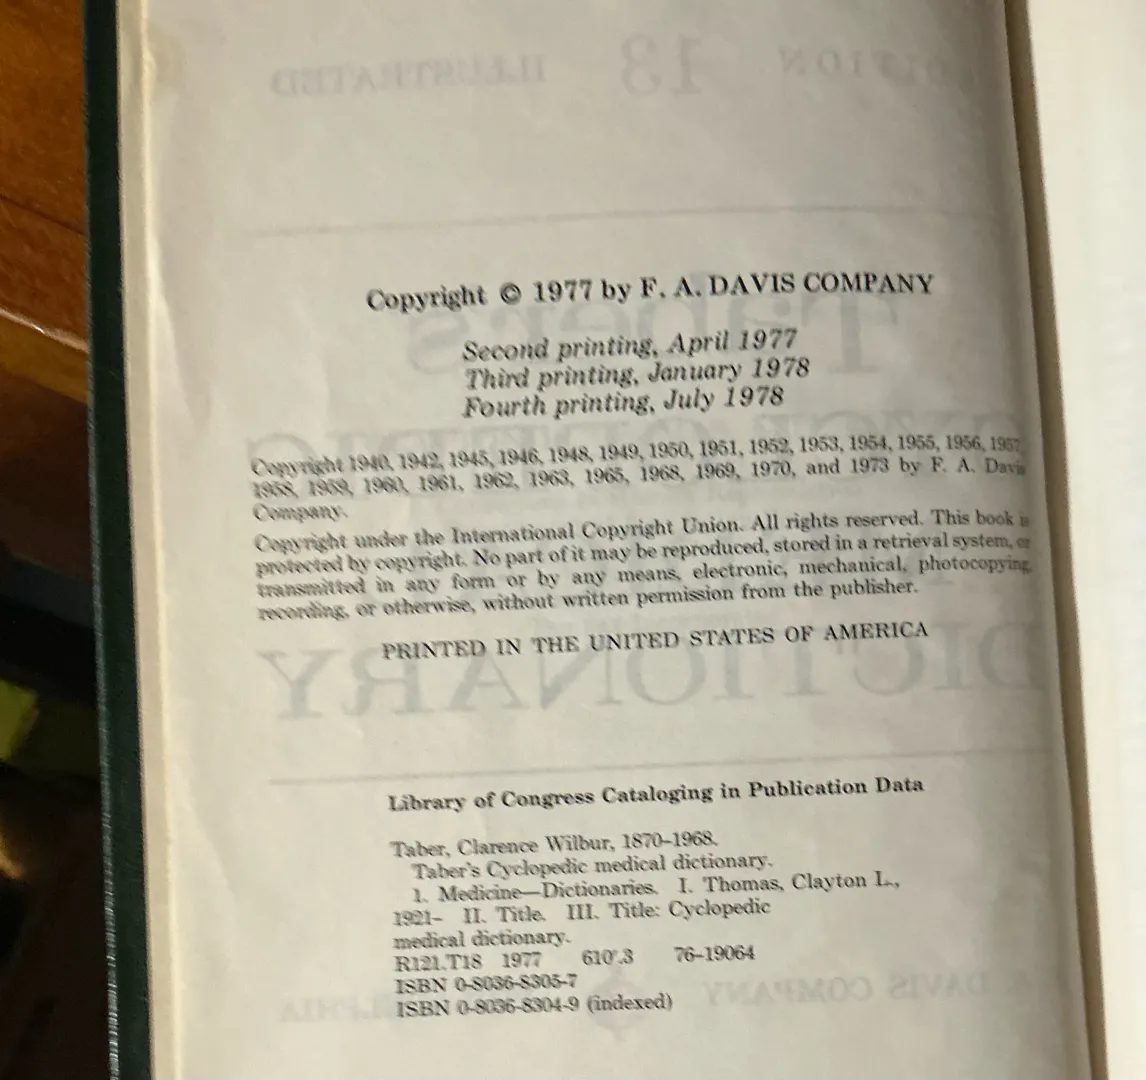 Copyright © 1977 by F. A. DAVIS COMPANY
Second printing, April 1977
Third printing, January 1978
Fourth printing, July 1978
Copyright 1940, 1942, 1945, 1946, 1948, 1949, 1950, 1951, 1952, 1953, 1954, 1955, 1956, 1957,
1958, 1959, 1960, 1961, 1962, 1963, 1965, 1968, 1969, 1970, and 1973 by F. A. Davis
Company.
Copyright under the International Copyright Union. All rights reserved. This book is
protected by copyright. No part of it may be reproduced, stored in a retrieval system, or
transmitted in any form or by any means, electronic, mechanical, photocopying,
recording, or otherwise, without written permission from the publisher.
PRINTED IN THE UNITED STATES OF AMERICA
Library of Congress Cataloging in Publication Data
Taber, Clarence Wilbur, 1870–1968.
Taber's Cyclopedic medical dictionary.
1. Medicine—Dictionaries. I. Thomas, Clayton L.,
1921– II. Title. III. Title: Cyclopedic
medical dictionary.
R121.T18 1977 610'.3 76–19064
ISBN 0-8036-8305-7
ISBN 0-8036-8304-9 (indexed)